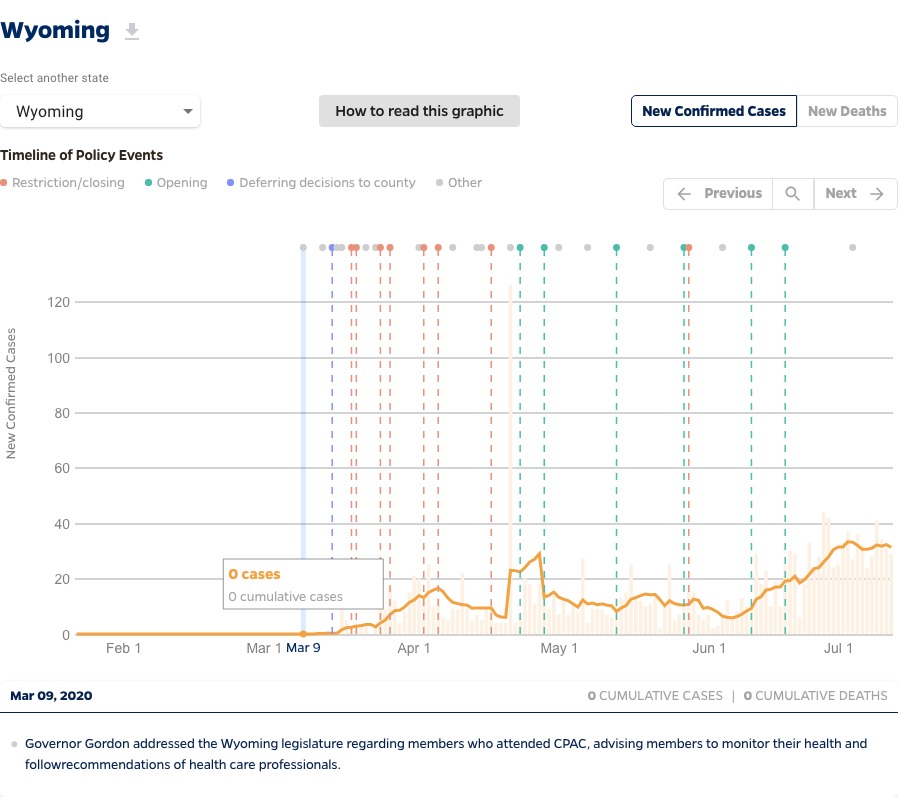 Wyoming
Select another state
Wyoming
How to read this graphic
New Confirmed Cases
New Deaths
Timeline of Policy Events
Restriction/closing
Opening
Deferring decisions to county
Other
Previous
Next
New Confirmed Cases
120
100
80
60
40
20
0
0 cases
0 cumulative cases
Feb 1
Mar 1
Mar 9
Apr 1
May 1
Jun 1
Jul 1
Mar 09, 2020
0 CUMULATIVE CASES | 0 CUMULATIVE DEATHS
Governor Gordon addressed the Wyoming legislature regarding members who attended CPAC, advising members to monitor their health and
followrecommendations of health care professionals.